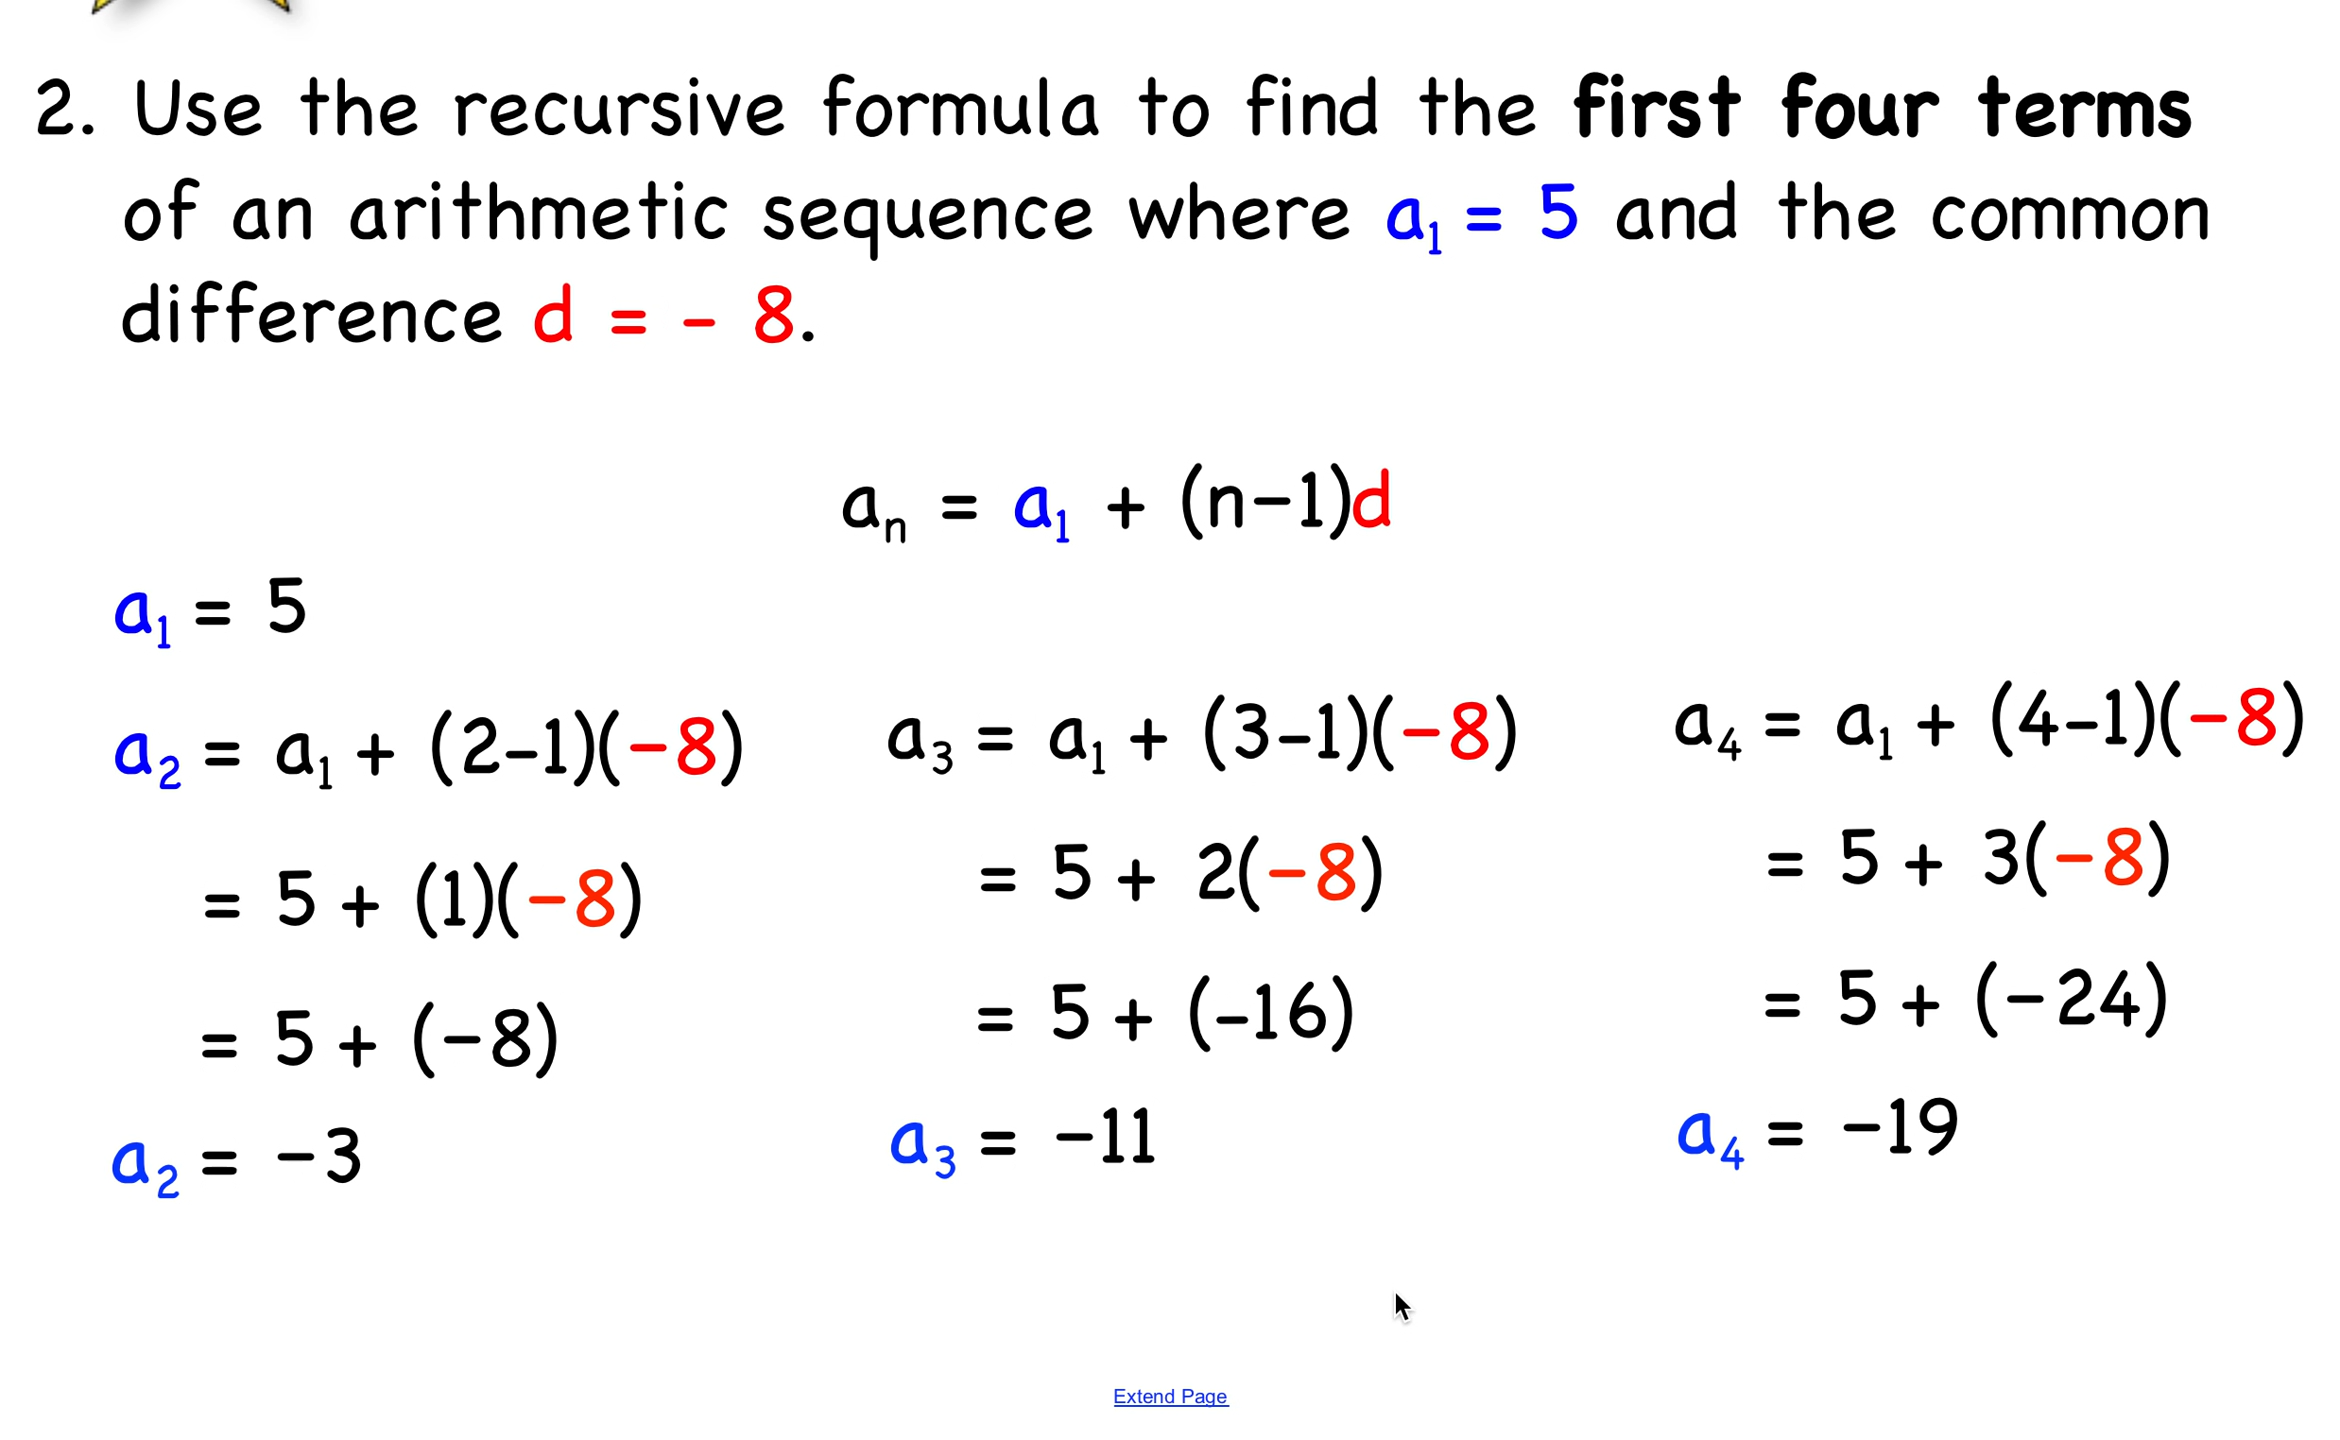 2. Use the recursive formula to find the first four terms
of an arithmetic sequence where a₁ = 5 and the common
difference d = – 8.
aₙ = a₁ + (n–1)d
a₁ = 5
a₂ = a₁ + (2–1)(–8)
= 5 + (1)(–8)
= 5 + (–8)
a₂ = –3
a₃ = a₁ + (3–1)(–8)
= 5 + 2(–8)
= 5 + (–16)
a₃ = –11
a₄ = a₁ + (4–1)(–8)
= 5 + 3(–8)
= 5 + (–24)
a₄ = –19
Extend Page